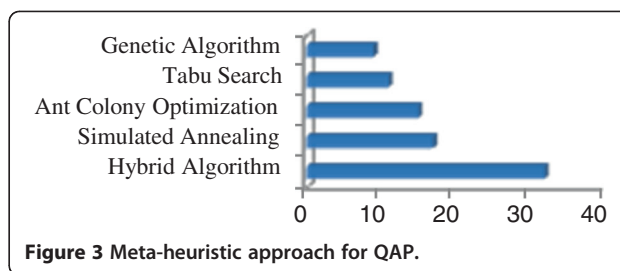 Genetic Algorithm
Tabu Search
Ant Colony Optimization
Simulated Annealing
Hybrid Algorithm
0 10 20 30 40
Figure 3 Meta-heuristic approach for QAP.